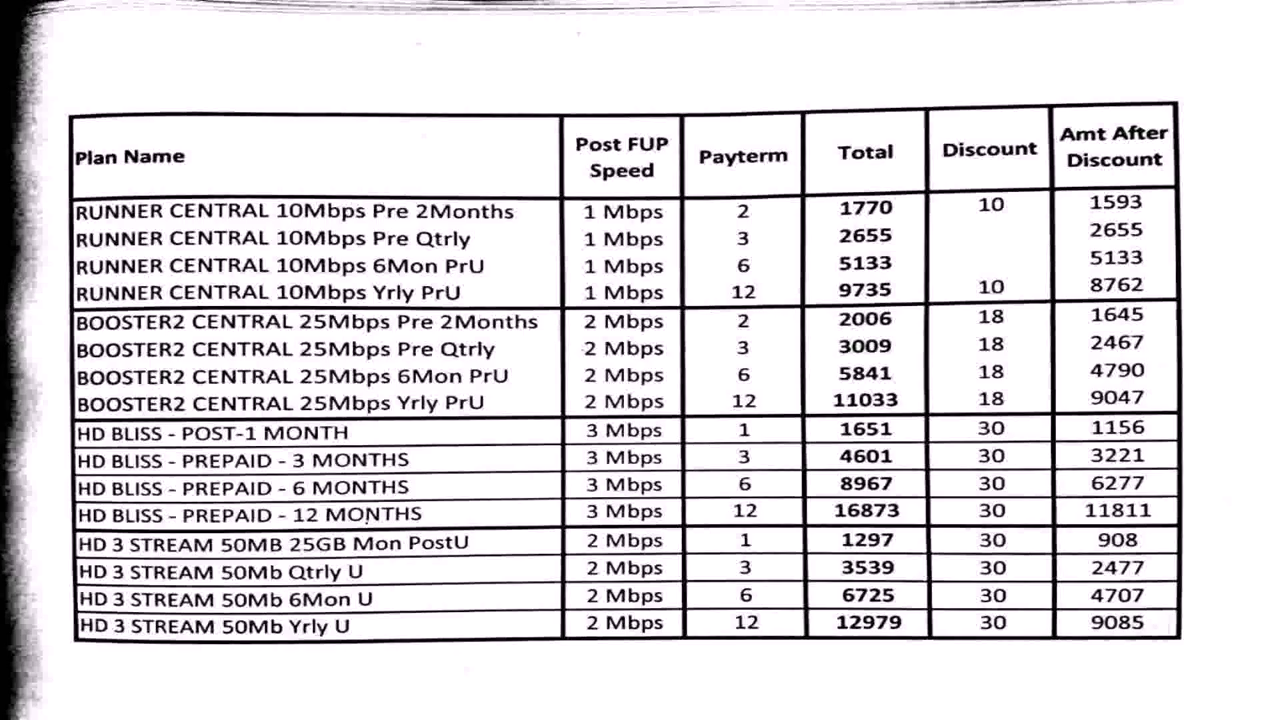 Plan Name Post FUP Speed Payterm Total Discount Amt After Discount
RUNNER CENTRAL 10Mbps Pre 2Months 1 Mbps 2 1770 10 1593
RUNNER CENTRAL 10Mbps Pre Qtrly 1 Mbps 3 2655 2655
RUNNER CENTRAL 10Mbps 6Mon PrU 1 Mbps 6 5133 5133
RUNNER CENTRAL 10Mbps Yrly PrU 1 Mbps 12 9735 10 8762
BOOSTER2 CENTRAL 25Mbps Pre 2Months 2 Mbps 2 2006 18 1645
BOOSTER2 CENTRAL 25Mbps Pre Qtrly 2 Mbps 3 3009 18 2467
BOOSTER2 CENTRAL 25Mbps 6Mon PrU 2 Mbps 6 5841 18 4790
BOOSTER2 CENTRAL 25Mbps Yrly PrU 2 Mbps 12 11033 18 9047
HD BLISS - POST-1 MONTH 3 Mbps 1 1651 30 1156
HD BLISS - PREPAID - 3 MONTHS 3 Mbps 3 4601 30 3221
HD BLISS - PREPAID - 6 MONTHS 3 Mbps 6 8967 30 6277
HD BLISS - PREPAID - 12 MONTHS 3 Mbps 12 16873 30 11811
HD 3 STREAM 50MB 25GB Mon PostU 2 Mbps 1 1297 30 908
HD 3 STREAM 50Mb Qtrly U 2 Mbps 3 3539 30 2477
HD 3 STREAM 50Mb 6Mon U 2 Mbps 6 6725 30 4707
HD 3 STREAM 50Mb Yrly U 2 Mbps 12 12979 30 9085